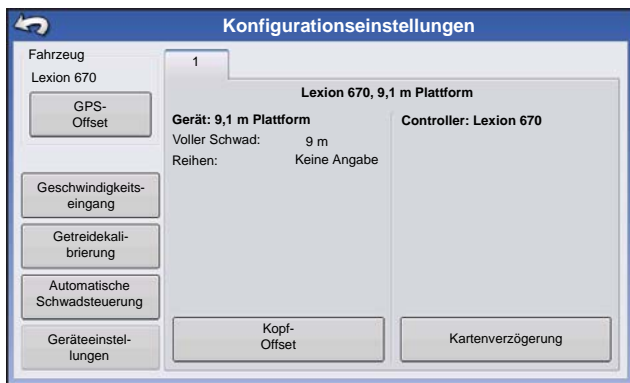 Konfigurationseinstellungen
Fahrzeug
Lexion 670
GPS-
Offset
Geschwindigkeits-
eingang
Getreidekali-
brierung
Automatische
Schwadsteuerung
Geräteeinstel-
lungen
1
Lexion 670, 9,1 m Plattform
Gerät: 9,1 m Plattform
Voller Schwad: 9 m
Reihen: Keine Angabe
Kopf-
Offset
Controller: Lexion 670
Kartenverzögerung